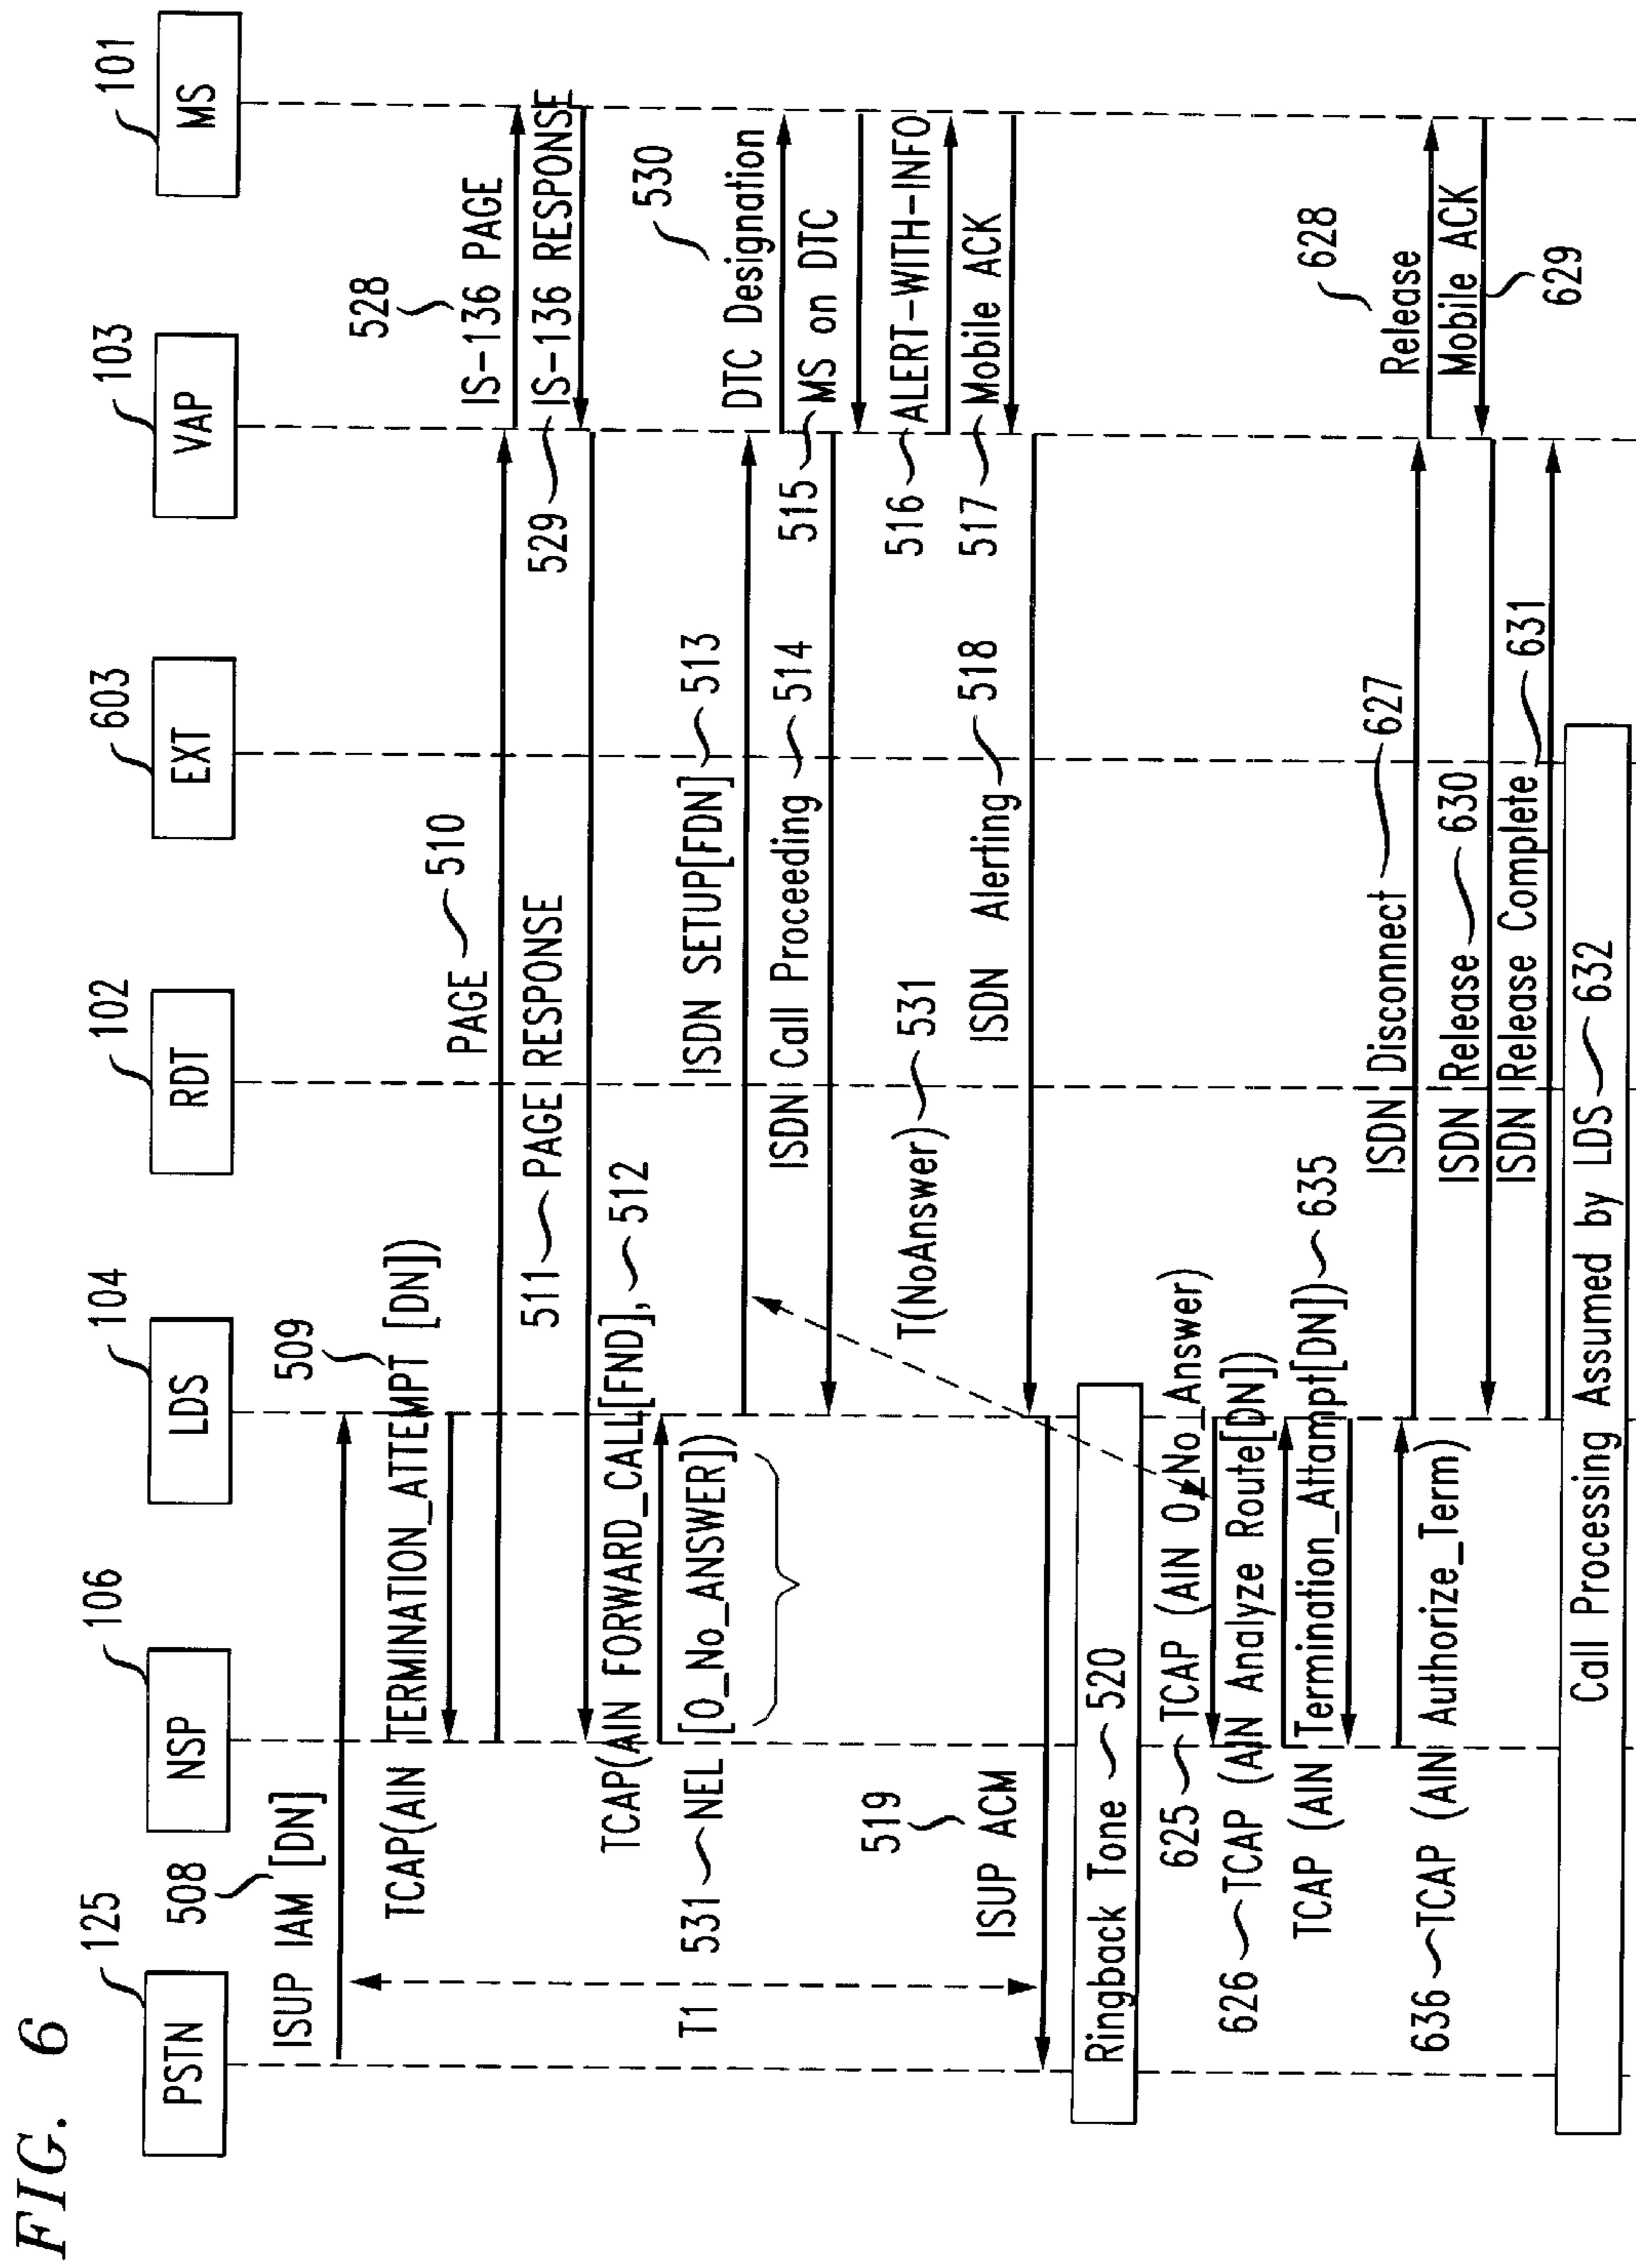 FIG. 6
PSTN
125
NSP
106
LDS
104
RDT
102
EXT
603
VAP
103
MS
101
ISUP IAM [DN]
508
TCAP(AIN TERMINATION_ATTEMPT [DN])
509
PAGE
510
IS-136 PAGE
528
511
PAGE RESPONSE
529
IS-136 RESPONSE
TCAP(AIN FORWARD_CALL[FND],
512
531
NEL [O_No_ANSWER])
ISDN SETUP[FDN]
513
DTC Designation
530
ISDN Call Proceeding
514
515
MS on DTC
T1
T(NoAnswer)
531
516
ALERT-WITH-INFO
517
Mobile ACK
ISDN Alerting
518
ISUP ACM
519
Ringback Tone
520
625
TCAP (AIN O_No_Answer)
626
TCAP (AIN Analyze Route[DN])
TCAP (AIN Termination_Attampt[DN])
635
636
TCAP (AIN Authorize_Term)
ISDN Disconnect
627
Release
628
Mobile ACK
629
ISDN Release
630
ISDN Release Complete
631
Call Processing Assumed by LDS
632